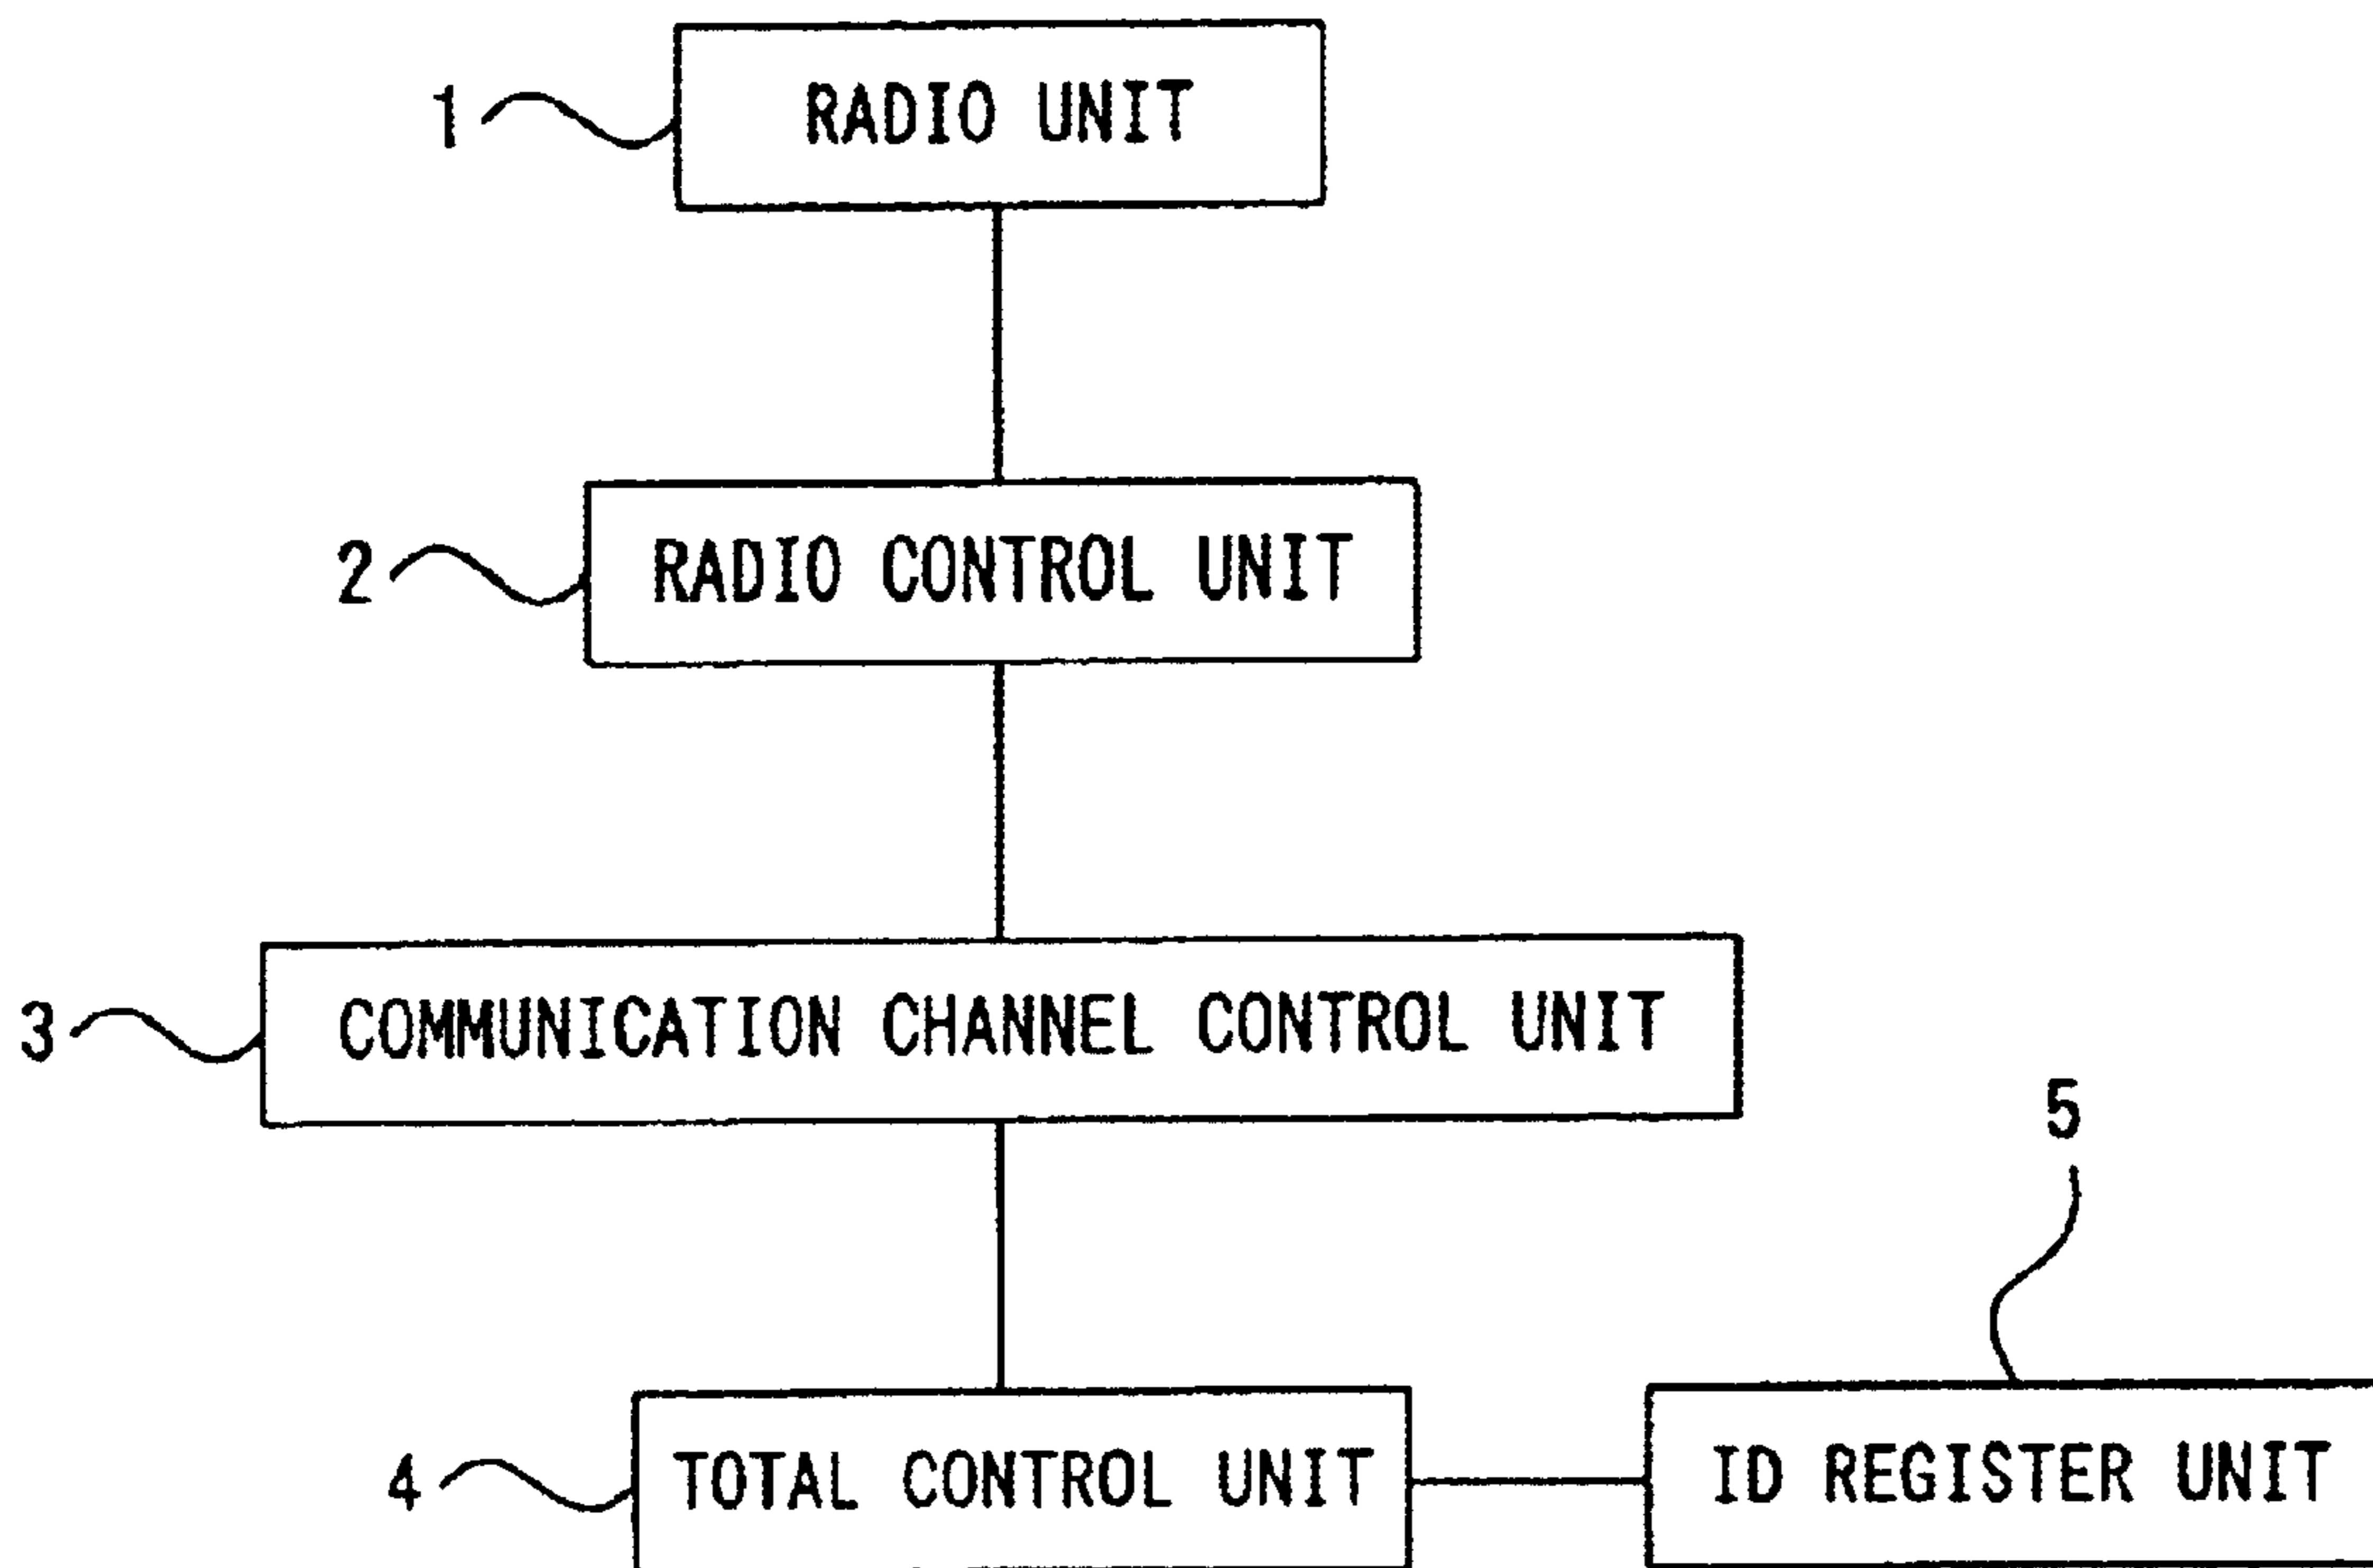 1 RADIO UNIT
2 RADIO CONTROL UNIT
3 COMMUNICATION CHANNEL CONTROL UNIT
5
4 TOTAL CONTROL UNIT
ID REGISTER UNIT